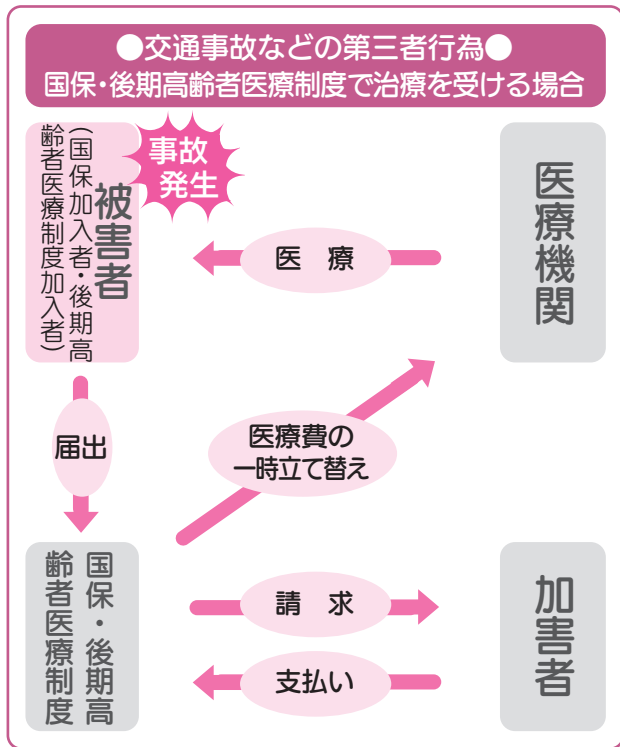 ●交通事故などの第三者行為●
国保・後期高齢者医療制度で治療を受ける場合
被害者
(国保加入者・後期高
齢者医療制度加入者)
事故
発生
医療機関
医　療
届出
医療費の
一時立て替え
国保・後期高
齢者医療制度
請　求
支払い
加害者